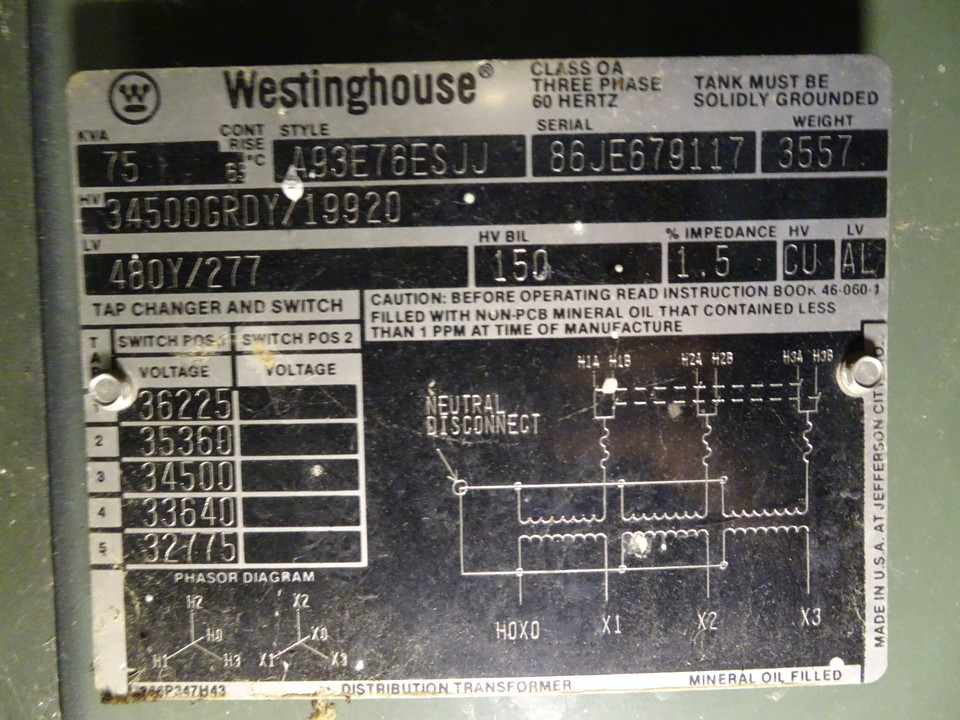 W Westinghouse® CLASS OA
THREE PHASE
60 HERTZ
TANK MUST BE
SOLIDLY GROUNDED
KVA 75
CONT RISE 65 °C
STYLE A93E76ESJJ
SERIAL 86JE679117
WEIGHT 3557
HV 34500GRDY/19920
LV 480Y/277
HV BIL 150
% IMPEDANCE 1.5
HV CU
LV AL
TAP CHANGER AND SWITCH
CAUTION: BEFORE OPERATING READ INSTRUCTION BOOK 46-060-1
FILLED WITH NON-PCB MINERAL OIL THAT CONTAINED LESS
THAN 1 PPM AT TIME OF MANUFACTURE
SWITCH POS 1 SWITCH POS 2
VOLTAGE VOLTAGE
1 36225
2 35360
3 34500
4 33640
5 32775
H1A H1B H2A H2B H3A H3B
NEUTRAL
DISCONNECT
H0X0 X1 X2 X3
PHASOR DIAGRAM
H2 X2
H0 X0
H1 H3 X1 X3
DISTRIBUTION TRANSFORMER
MINERAL OIL FILLED
MADE IN U.S.A. AT JEFFERSON CITY